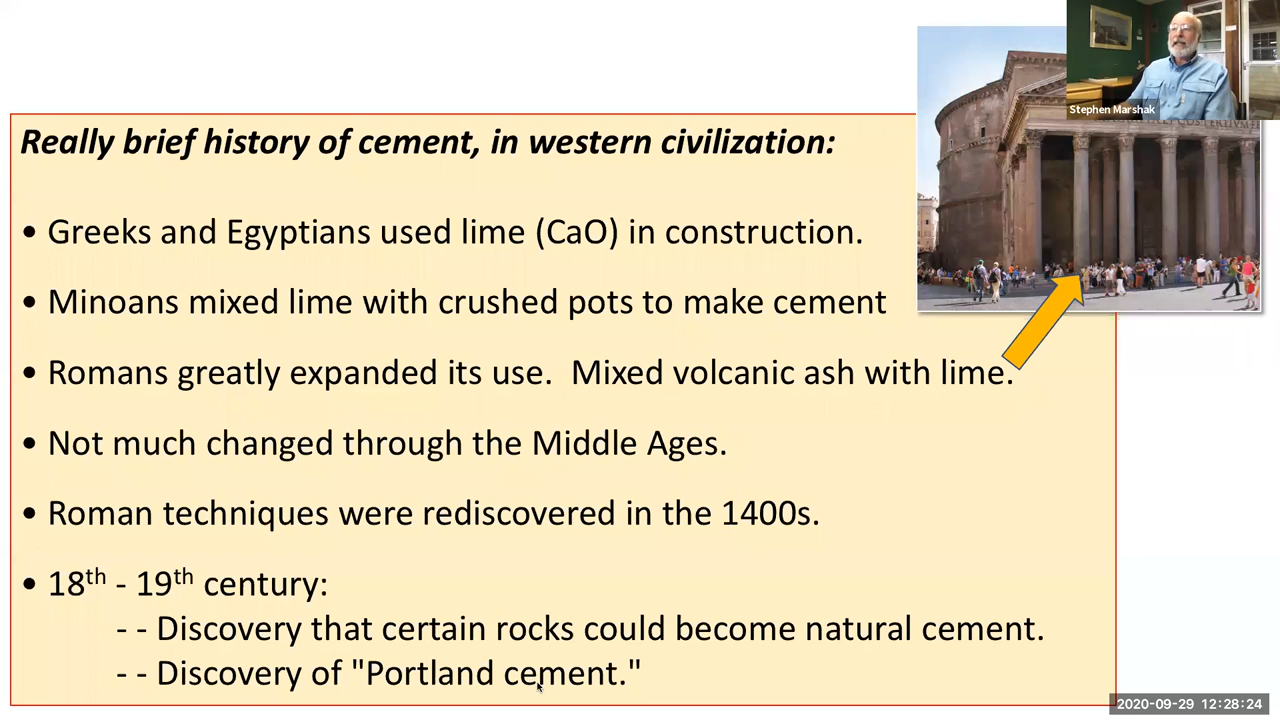 Stephen Marshak
Really brief history of cement, in western civilization:
• Greeks and Egyptians used lime (CaO) in construction.
• Minoans mixed lime with crushed pots to make cement
• Romans greatly expanded its use.  Mixed volcanic ash with lime.
• Not much changed through the Middle Ages.
• Roman techniques were rediscovered in the 1400s.
• 18th - 19th century:
- - Discovery that certain rocks could become natural cement.
- - Discovery of "Portland cement."
2020-09-29 12:28:24